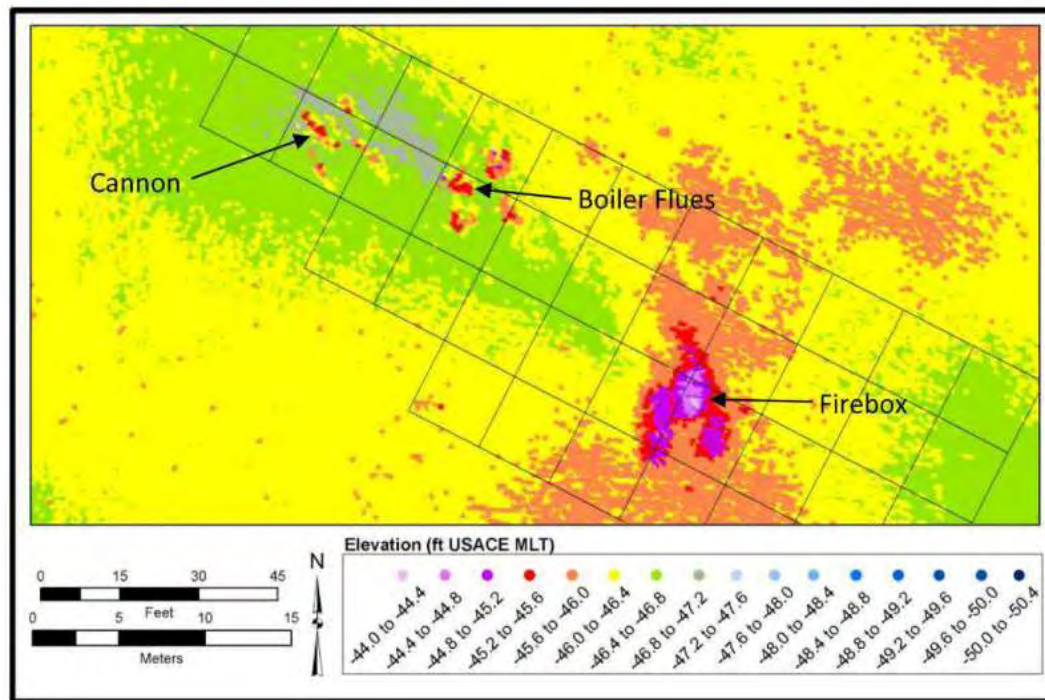 Cannon
Boiler Flues
Firebox
Elevation (ft USACE MLT)
N
0 15 30 45
Feet
0 5 10 15
Meters
-44.0 to -44.4
-44.4 to -44.8
-44.8 to -45.2
-45.2 to -45.6
-45.6 to -46.0
-46.0 to -46.4
-46.4 to -46.8
-46.8 to -47.2
-47.2 to -47.6
-47.6 to -48.0
-48.0 to -48.4
-48.4 to -48.8
-48.8 to -49.2
-49.2 to -49.6
-49.6 to -50.0
-50.0 to -50.4